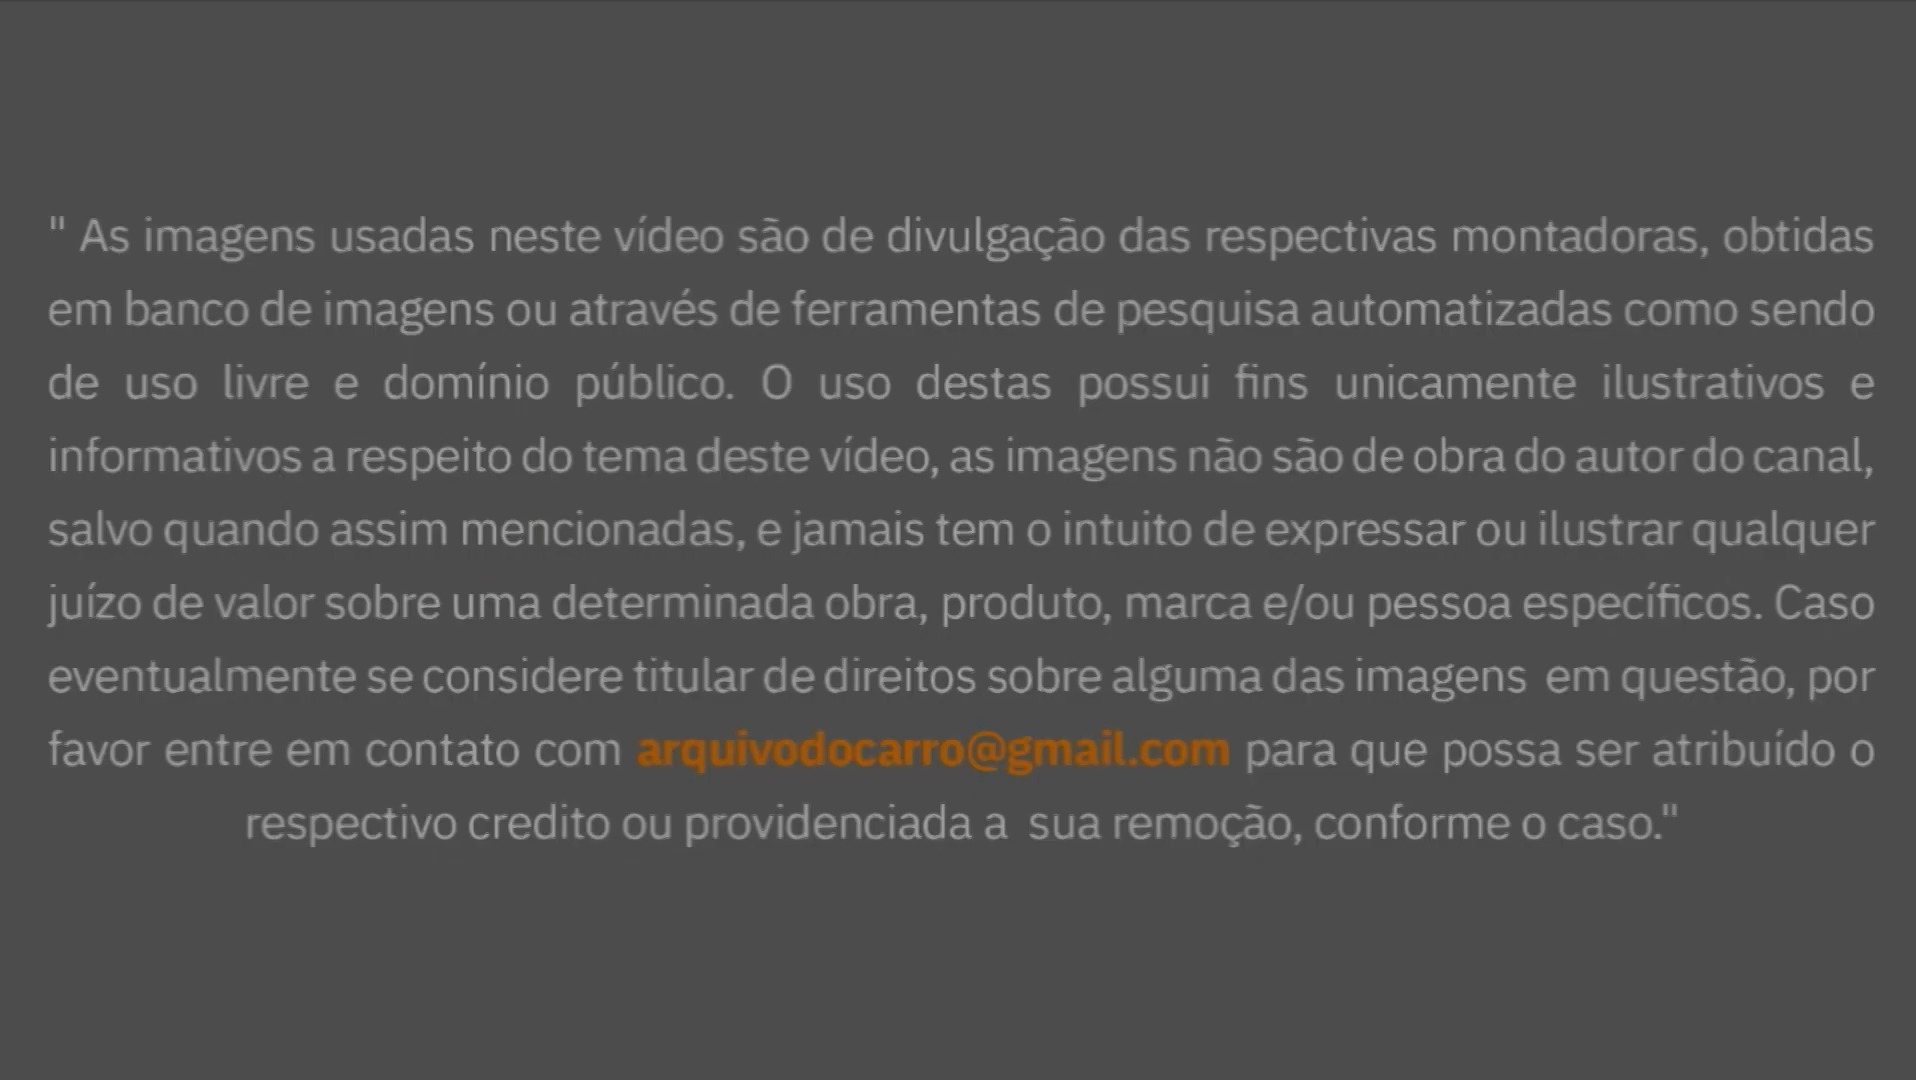 " As imagens usadas neste vídeo são de divulgação das respectivas montadoras, obtidas
em banco de imagens ou através de ferramentas de pesquisa automatizadas como sendo
de uso livre e domínio público. O uso destas possui fins unicamente ilustrativos e
informativos a respeito do tema deste vídeo, as imagens não são de obra do autor do canal,
salvo quando assim mencionadas, e jamais tem o intuito de expressar ou ilustrar qualquer
juízo de valor sobre uma determinada obra, produto, marca e/ou pessoa específicos. Caso
eventualmente se considere titular de direitos sobre alguma das imagens em questão, por
favor entre em contato com arquivodocarro@gmail.com para que possa ser atribuído o
respectivo credito ou providenciada a sua remoção, conforme o caso."